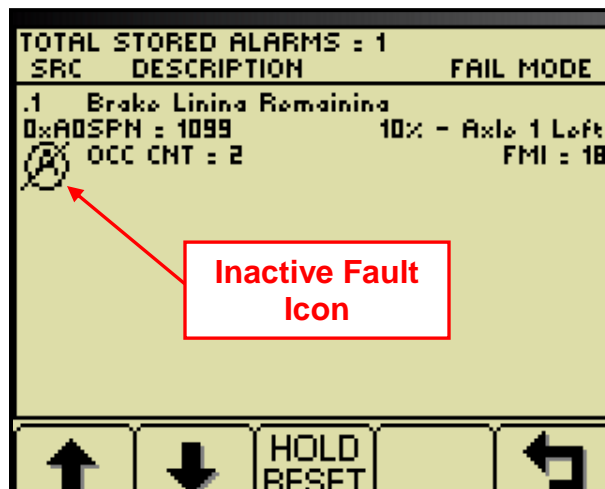 TOTAL STORED ALARMS : 1
SRC DESCRIPTION FAIL MODE
.1 Brake Lining Remaining
0xA0SPN : 1099 10% - Axle 1 Left
A OCC CNT : 2 FMI : 18
Inactive Fault
Icon
HOLD
RESET